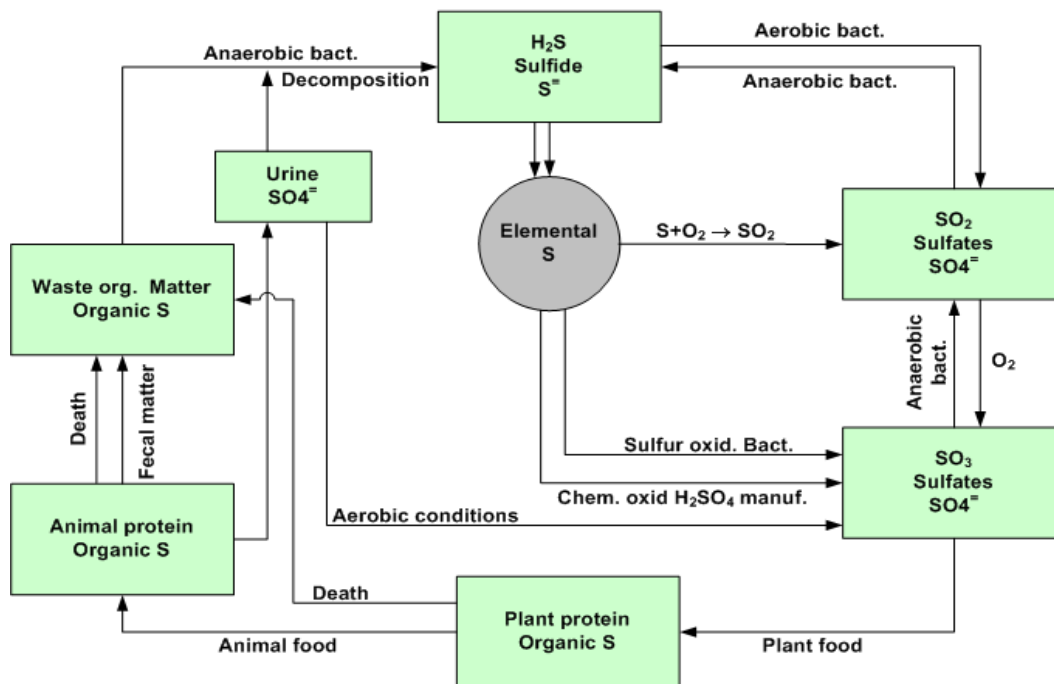 Anaerobic bact.
Decomposition
H₂S
Sulfide
S⁼
Aerobic bact.
Anaerobic bact.
Urine
SO4⁼
Elemental
S
S+O₂ → SO₂
SO₂
Sulfates
SO4⁼
Waste org. Matter
Organic S
Death
Fecal matter
Anaerobic
bact.
O₂
Sulfur oxid. Bact.
Chem. oxid H₂SO₄ manuf.
Aerobic conditions
SO₃
Sulfates
SO4⁼
Animal protein
Organic S
Death
Animal food
Plant protein
Organic S
Plant food